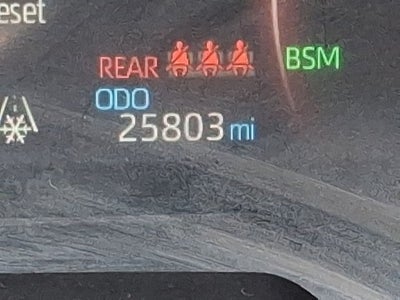 eset
REAR BSM
ODO
25803 mi